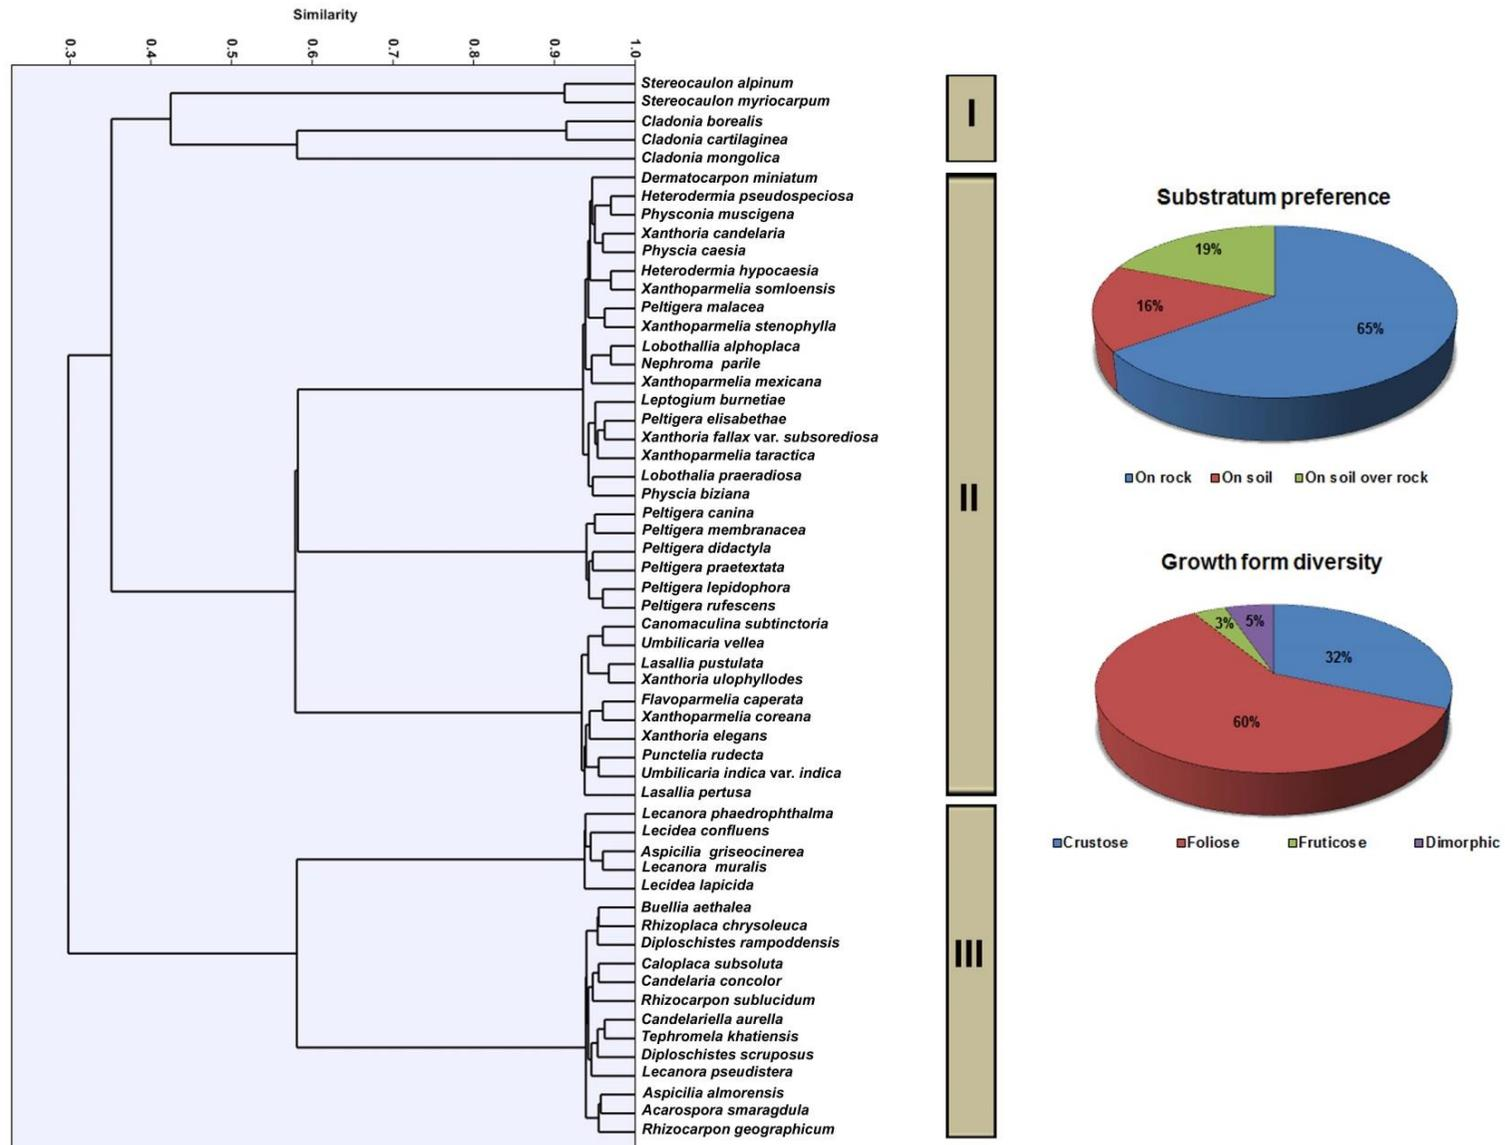 Similarity
0.3 0.4 0.5 0.6 0.7 0.8 0.9 1.0
Stereocaulon alpinum
Stereocaulon myriocarpum
Cladonia borealis
Cladonia cartilaginea
Cladonia mongolica
I
Dermatocarpon miniatum
Heterodermia pseudospeciosa
Physconia muscigena
Xanthoria candelaria
Physcia caesia
Heterodermia hypocaesia
Xanthoparmelia somloensis
Peltigera malacea
Xanthoparmelia stenophylla
Lobothallia alphoplaca
Nephroma parile
Xanthoparmelia mexicana
Leptogium burnetiae
Peltigera elisabethae
Xanthoria fallax var. subsorediosa
Xanthoparmelia taractica
Lobothalia praeradiosa
Physcia biziana
Peltigera canina
Peltigera membranacea
Peltigera didactyla
Peltigera praetextata
Peltigera lepidophora
Peltigera rufescens
Canomaculina subtinctoria
Umbilicaria vellea
Lasallia pustulata
Xanthoria ulophyllodes
Flavoparmelia caperata
Xanthoparmelia coreana
Xanthoria elegans
Punctelia rudecta
Umbilicaria indica var. indica
Lasallia pertusa
II
Lecanora phaedrophthalma
Lecidea confluens
Aspicilia griseocinerea
Lecanora muralis
Lecidea lapicida
Buellia aethalea
Rhizoplaca chrysoleuca
Diploschistes rampoddensis
Caloplaca subsoluta
Candelaria concolor
Rhizocarpon sublucidum
Candelariella aurella
Tephromela khatiensis
Diploschistes scruposus
Lecanora pseudistera
Aspicilia almorensis
Acarospora smaragdula
Rhizocarpon geographicum
III
Substratum preference
19%
16%
65%
On rock On soil On soil over rock
Growth form diversity
3% 5%
32%
60%
Crustose Foliose Fruticose Dimorphic